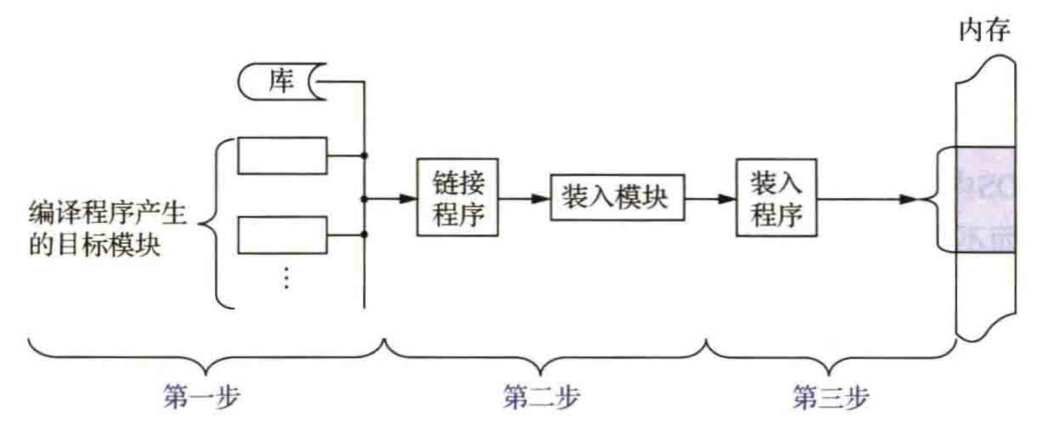 内存
库
编译程序产生
的目标模块
链接
程序
装入模块
装入
程序
⋮
第一步
第二步
第三步